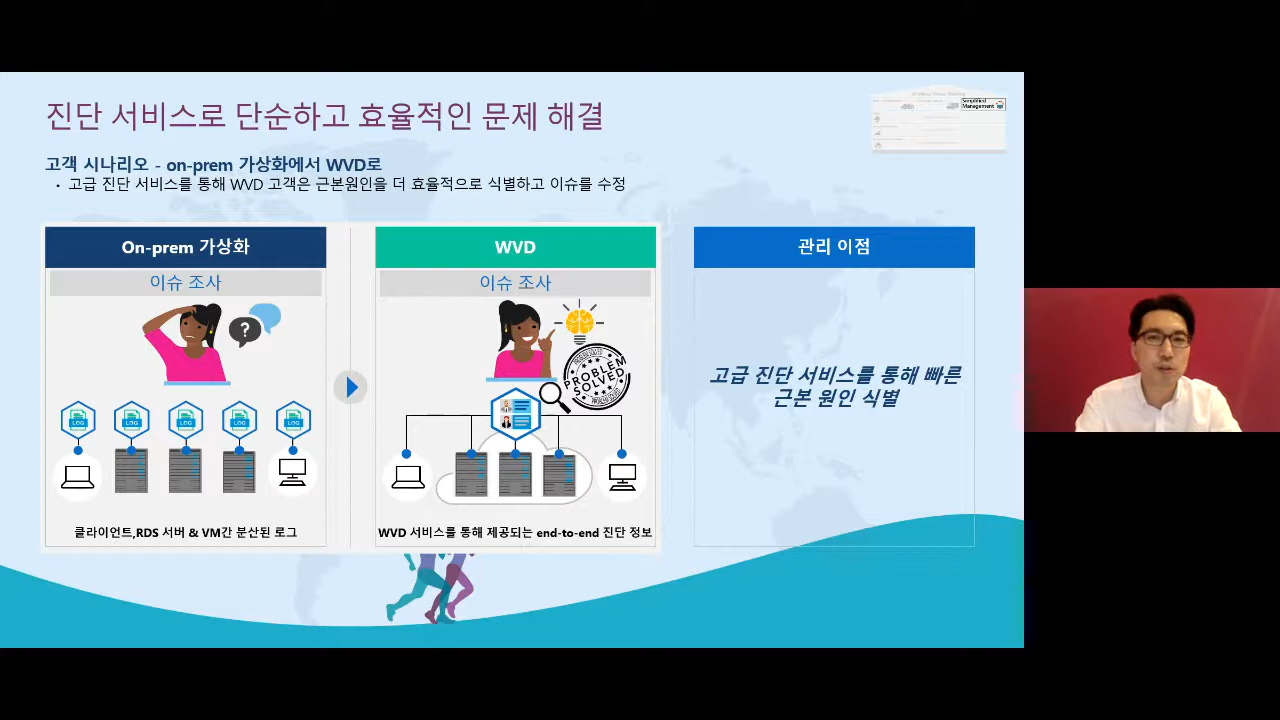 진단 서비스로 단순하고 효율적인 문제 해결
Simplified
Management
고객 시나리오 - on-prem 가상화에서 WVD로
• 고급 진단 서비스를 통해 WVD 고객은 근본원인을 더 효율적으로 식별하고 이슈를 수정
On-prem 가상화
이슈 조사
?
LOG
LOG
LOG
LOG
LOG
클라이언트,RDS 서버 & VM간 분산된 로그
WVD
이슈 조사
PROBLEM
SOLVED
WVD 서비스를 통해 제공되는 end-to-end 진단 정보
관리 이점
고급 진단 서비스를 통해 빠른
근본 원인 식별